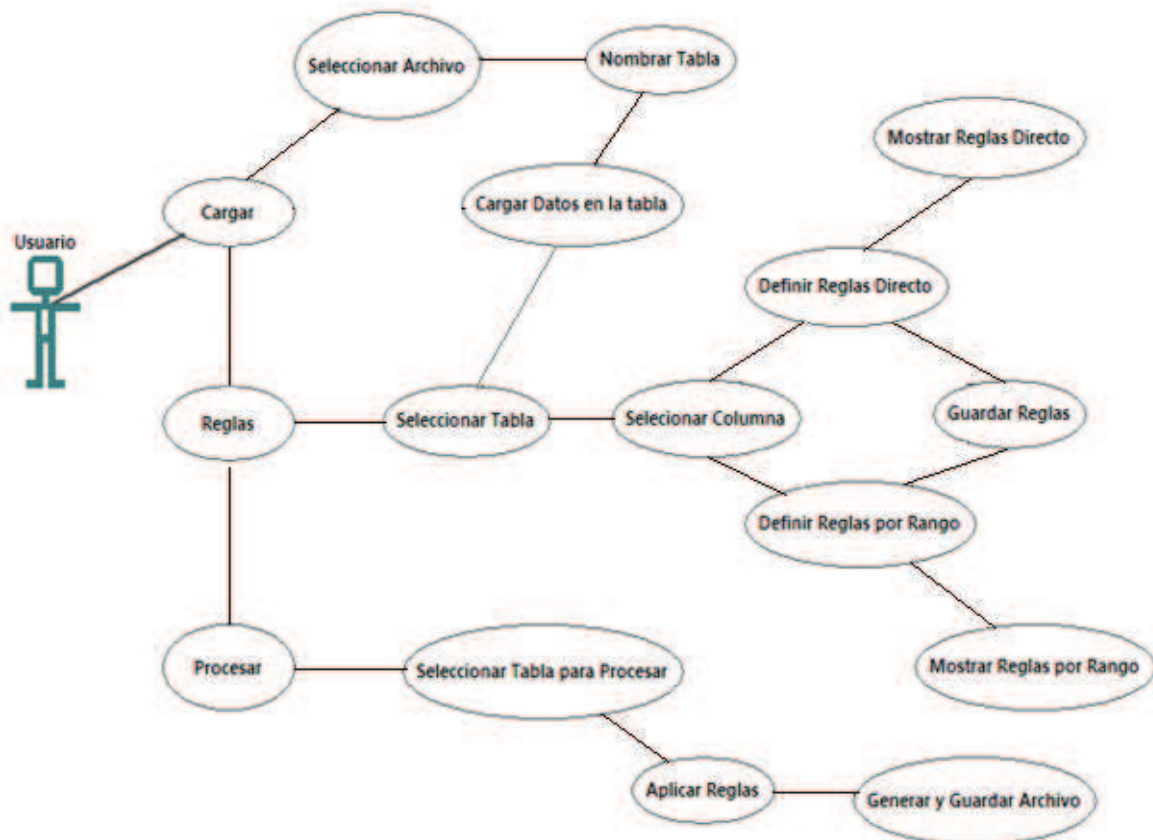 Seleccionar Archivo
Nombrar Tabla
Mostrar Reglas Directo
Cargar
Cargar Datos en la tabla
Usuario
Definir Reglas Directo
Reglas
Seleccionar Tabla
Selecionar Columna
Guardar Reglas
Definir Reglas por Rango
Procesar
Seleccionar Tabla para Procesar
Mostrar Reglas por Rango
Aplicar Reglas
Generar y Guardar Archivo